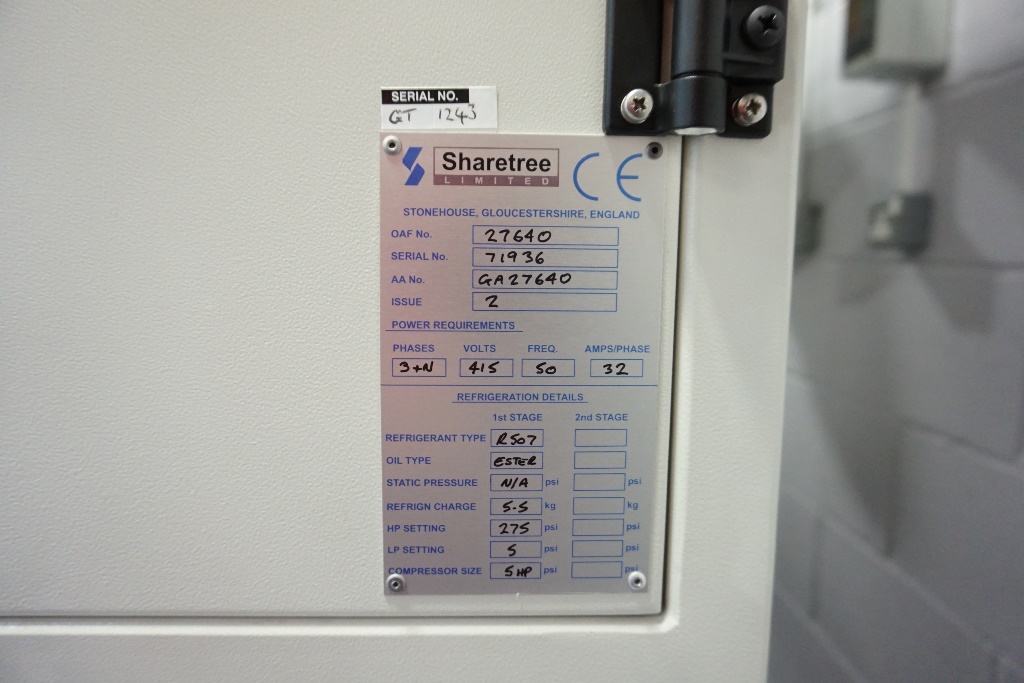 SERIAL NO.
GT 1243
Sharetree
LIMITED
CE
STONEHOUSE, GLOUCESTERSHIRE, ENGLAND
OAF No. 27640
SERIAL No. 71936
AA No. GA27640
ISSUE 2
POWER REQUIREMENTS
PHASES VOLTS FREQ. AMPS/PHASE
3+N 415 50 32
REFRIGERATION DETAILS
1st STAGE 2nd STAGE
REFRIGERANT TYPE R507
OIL TYPE ESTER
STATIC PRESSURE N/A psi psi
REFRIGN CHARGE 5.5 kg kg
HP SETTING 275 psi psi
LP SETTING 5 psi psi
COMPRESSOR SIZE 5HP psi psi